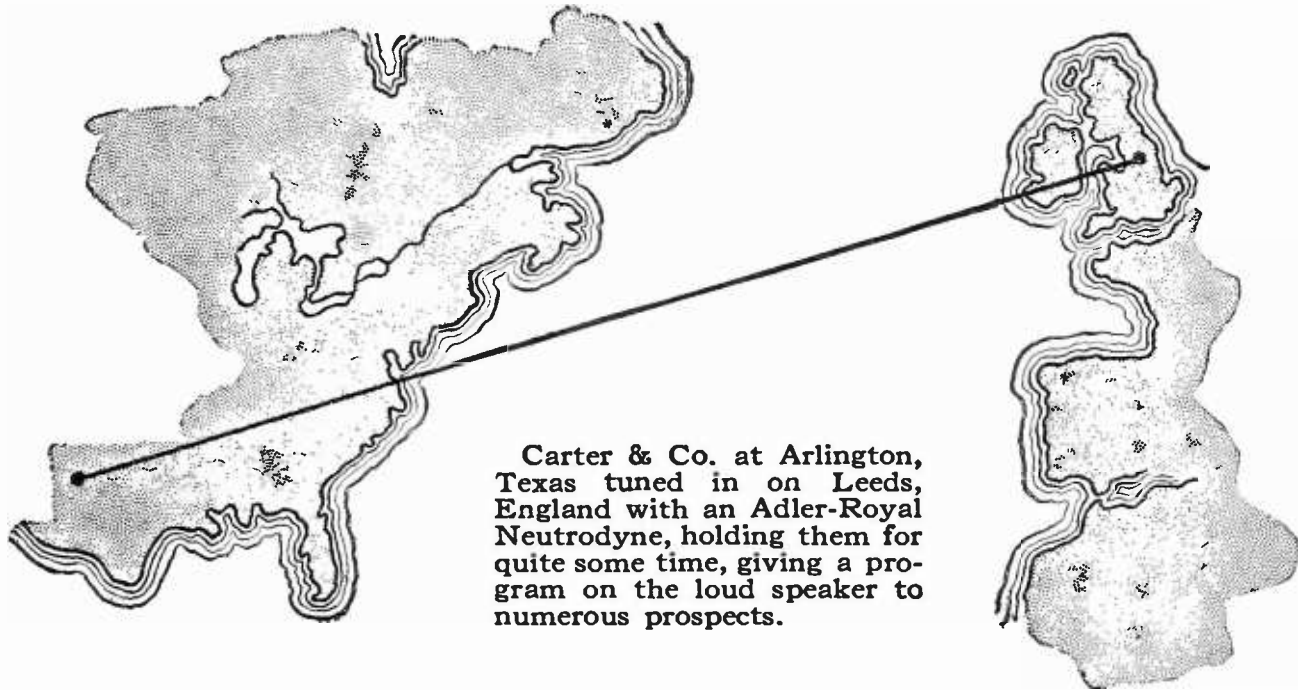 Carter & Co. at Arlington,
Texas tuned in on Leeds,
England with an Adler-Royal
Neutrodyne, holding them for
quite some time, giving a pro-
gram on the loud speaker to
numerous prospects.